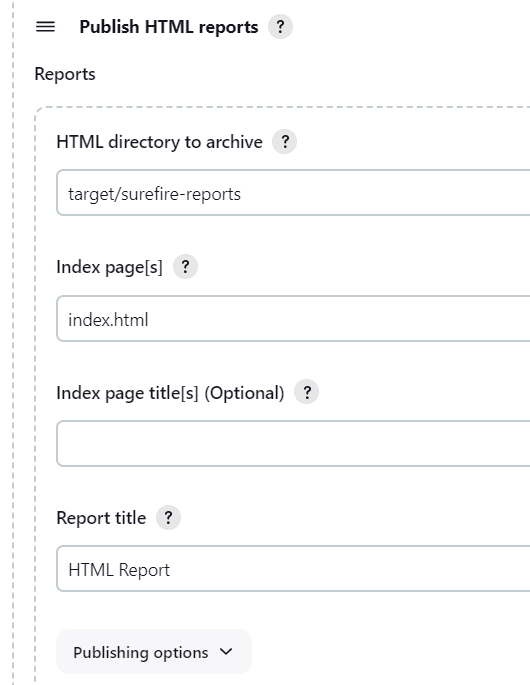 Publish HTML reports ?
Reports
HTML directory to archive ?
target/surefire-reports
Index page[s] ?
index.html
Index page title[s] (Optional) ?
Report title ?
HTML Report
Publishing options